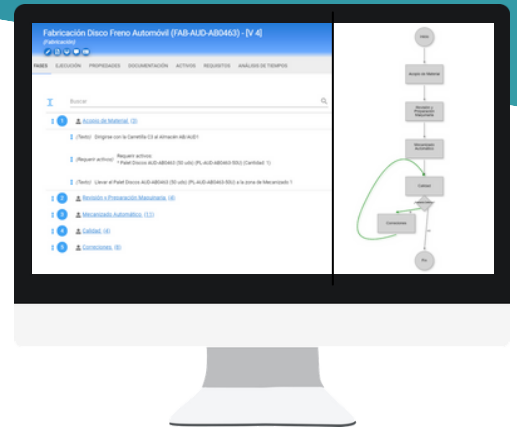 Fabricación Disco Freno Automóvil (FAB-AUD-AB0463) - [V 4]
(Fabricación)
FASES EJECUCIÓN PROPIEDADES DOCUMENTACIÓN ACTIVOS REQUISITOS ANÁLISIS DE TIEMPOS
Buscar
1 Acopio de Material (3)
(Texto) Dirigirse con la Carretilla C3 al Almacén AB-AUD1
(Request activos) Request activos:
* Palet Discos AUD-AB0463 (50 uds) (PL-AUD-AB0463-50U) (Cantidad: 1)
(Texto) Llevar el Palet Discos AUD-AB0463 (50 uds) (PL-AUD-AB0463-50U) a la zona de Mecanizado 1
2 Revisión y Preparación Maquinaria (4)
3 Mecanizado Automático (11)
4 Calidad (4)
5 Correciones (6)
Inicio
Acopio de Material
Revisión y
Preparación
Maquinaria
Mecanizado
Automático
Calidad
Correciones
Fin